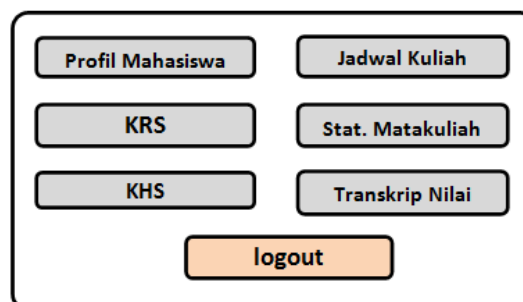 Profil Mahasiswa
Jadwal Kuliah
KRS
Stat. Matakuliah
KHS
Transkrip Nilai
logout